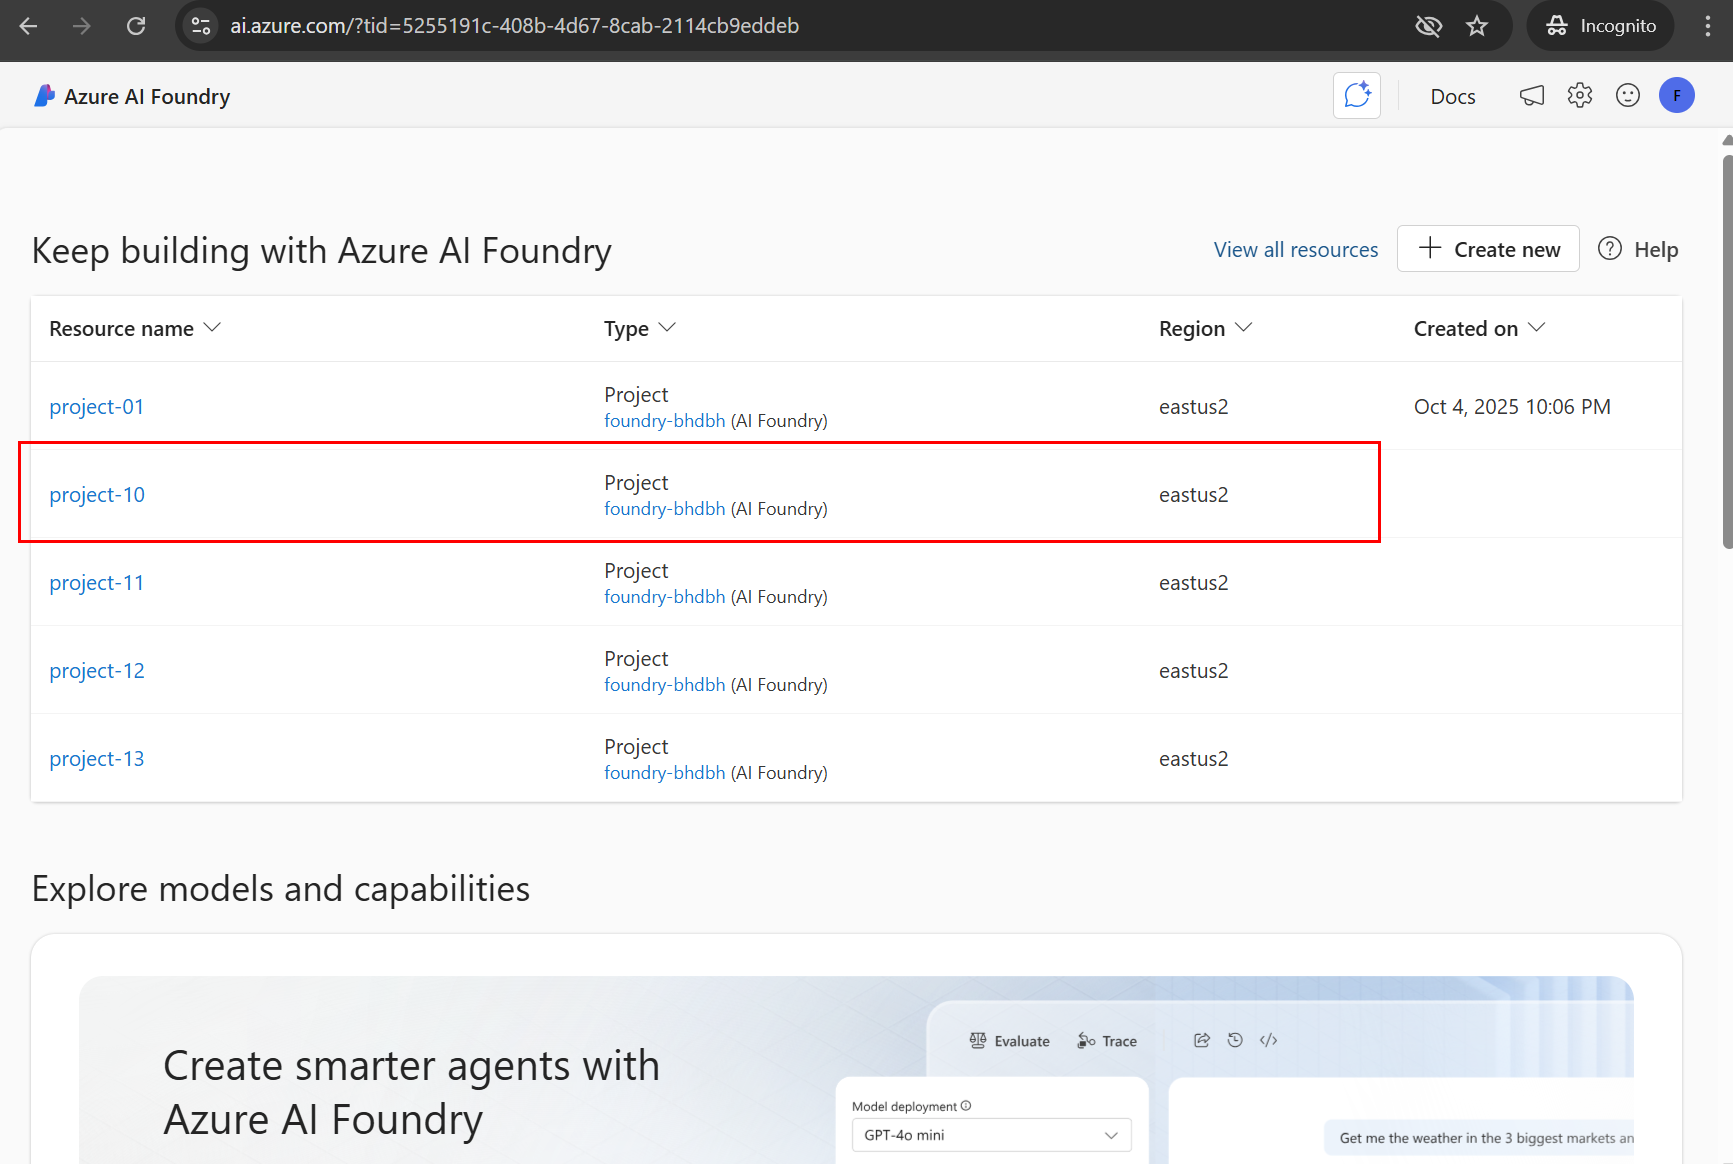 ai.azure.com/?tid=5255191c-408b-4d67-8cab-2114cb9eddeb
Incognito
Azure AI Foundry
Docs
F
Keep building with Azure AI Foundry
View all resources
Create new
Help
Resource name
Type
Region
Created on
project-01
Project
foundry-bhdbh (AI Foundry)
eastus2
Oct 4, 2025 10:06 PM
project-10
Project
foundry-bhdbh (AI Foundry)
eastus2
project-11
Project
foundry-bhdbh (AI Foundry)
eastus2
project-12
Project
foundry-bhdbh (AI Foundry)
eastus2
project-13
Project
foundry-bhdbh (AI Foundry)
eastus2
Explore models and capabilities
Create smarter agents with
Azure AI Foundry
Evaluate
Trace
Model deployment
GPT-4o mini
Get me the weather in the 3 biggest markets an